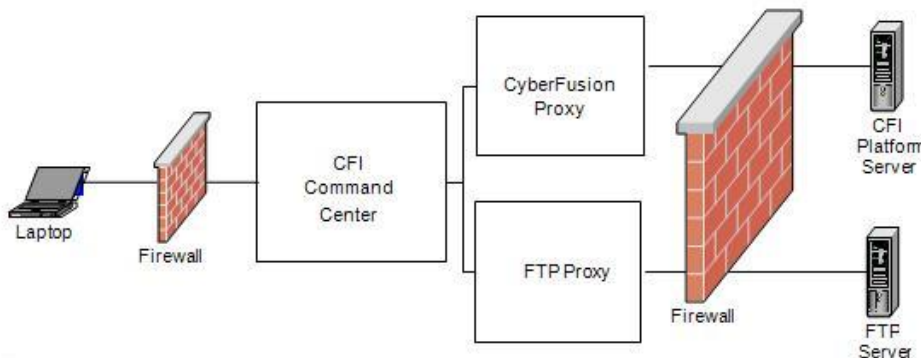 CyberFusion
Proxy
CFI
Platform
Server
CFI
Command
Center
Laptop
Firewall
FTP Proxy
Firewall
FTP
Server